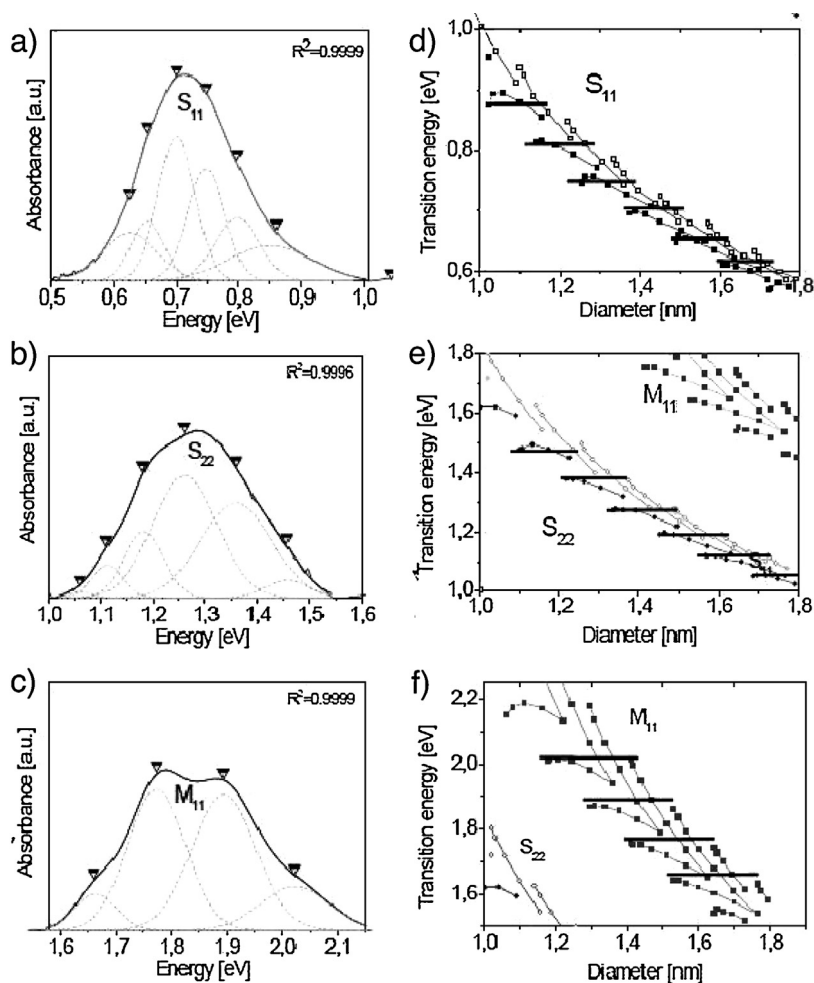 a)
R²=0.9999
S11
Absorbance [a.u.]
0,5 0,6 0,7 0,8 0,9 1,0
Energy [eV]
d)
1,0
0,8
0,6
S11
Transition energy [eV]
1,0 1,2 1,4 1,6 1,8
Diameter [nm]
b)
R²=0.9996
S22
Absorbance [a.u.]
1,0 1,1 1,2 1,3 1,4 1,5 1,6
Energy [eV]
e)
1,8
1,6
1,4
1,2
1,0
M11
S22
Transition energy [eV]
1,0 1,2 1,4 1,6 1,8
Diameter [nm]
c)
R²=0.9999
M11
Absorbance [a.u.]
1,6 1,7 1,8 1,9 2,0 2,1
Energy [eV]
f)
2,2
2,0
1,8
1,6
M11
S22
Transition energy [eV]
1,0 1,2 1,4 1,6 1,8
Diameter [nm]